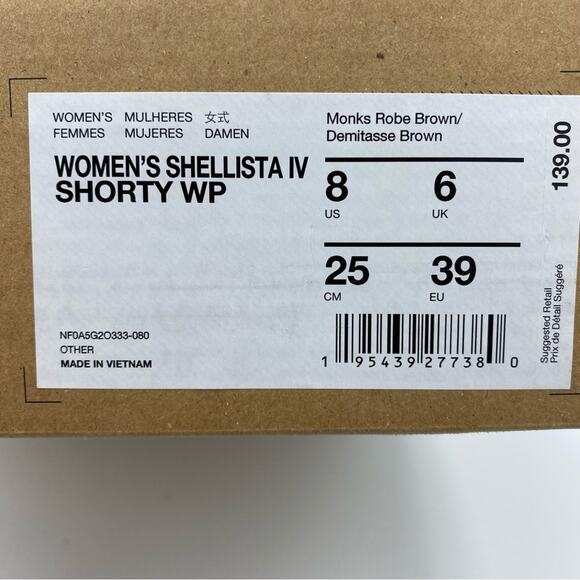 WOMEN'S MULHERES 女式
FEMMES MUJERES DAMEN
WOMEN'S SHELLISTA IV
SHORTY WP
NF0A5G2O333-080
OTHER
MADE IN VIETNAM
Monks Robe Brown/
Demitasse Brown
8 6
US UK
25 39
CM EU
1 95439 27738 0
139.00
Suggested Retail
Prix de Détail Suggéré